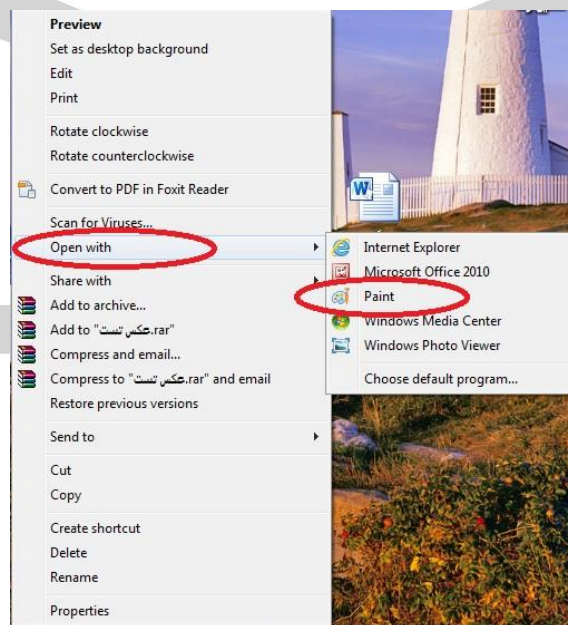 Preview
Set as desktop background
Edit
Print
Rotate clockwise
Rotate counterclockwise
Convert to PDF in Foxit Reader
Scan for Viruses...
Open with
Share with
Add to archive...
Add to "عکس تست.rar"
Compress and email...
Compress to "عکس تست.rar" and email
Restore previous versions
Send to
Cut
Copy
Create shortcut
Delete
Rename
Properties
Internet Explorer
Microsoft Office 2010
Paint
Windows Media Center
Windows Photo Viewer
Choose default program...